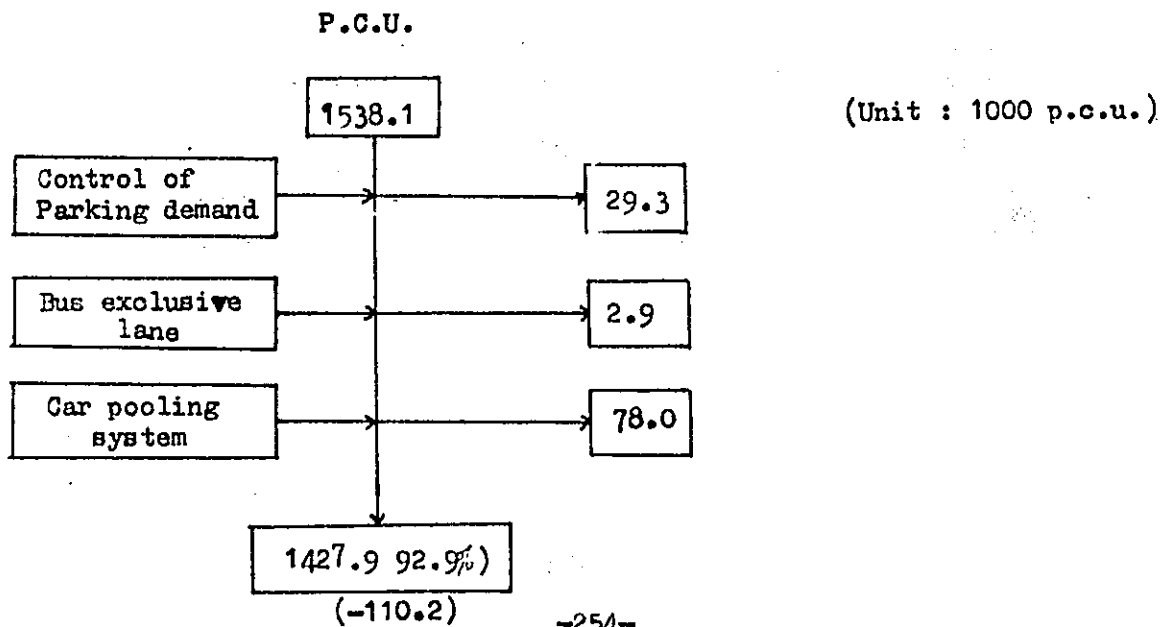 P.C.U.
1538.1
(Unit : 1000 p.c.u.)
Control of
Parking demand
29.3
Bus exclusive
lane
2.9
Car pooling
system
78.0
1427.9 92.9%)
(-110.2)
-254-